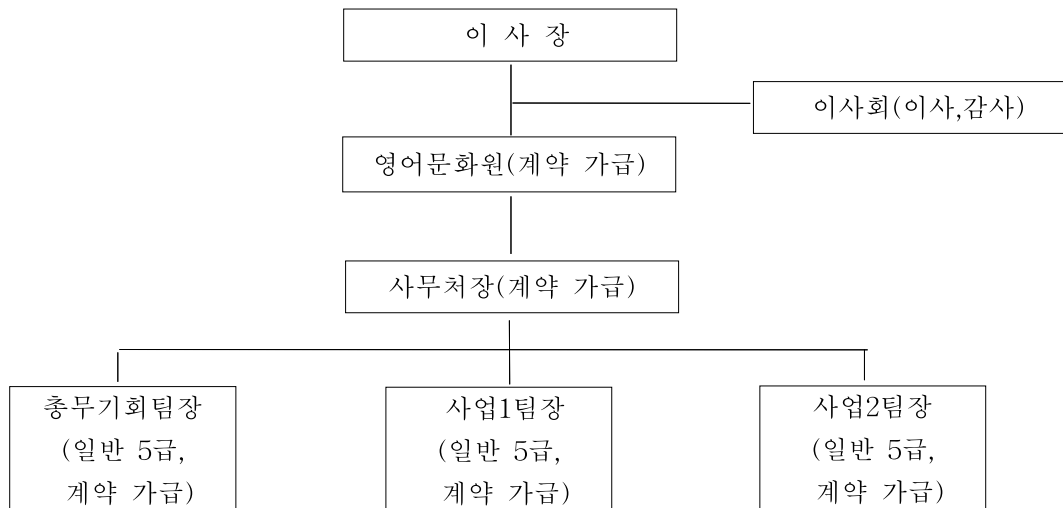 이 사 장
이사회(이사,감사)
영어문화원(계약 가급)
사무처장(계약 가급)
총무기회팀장
(일반 5급,
계약 가급)
사업1팀장
(일반 5급,
계약 가급)
사업2팀장
(일반 5급,
계약 가급)